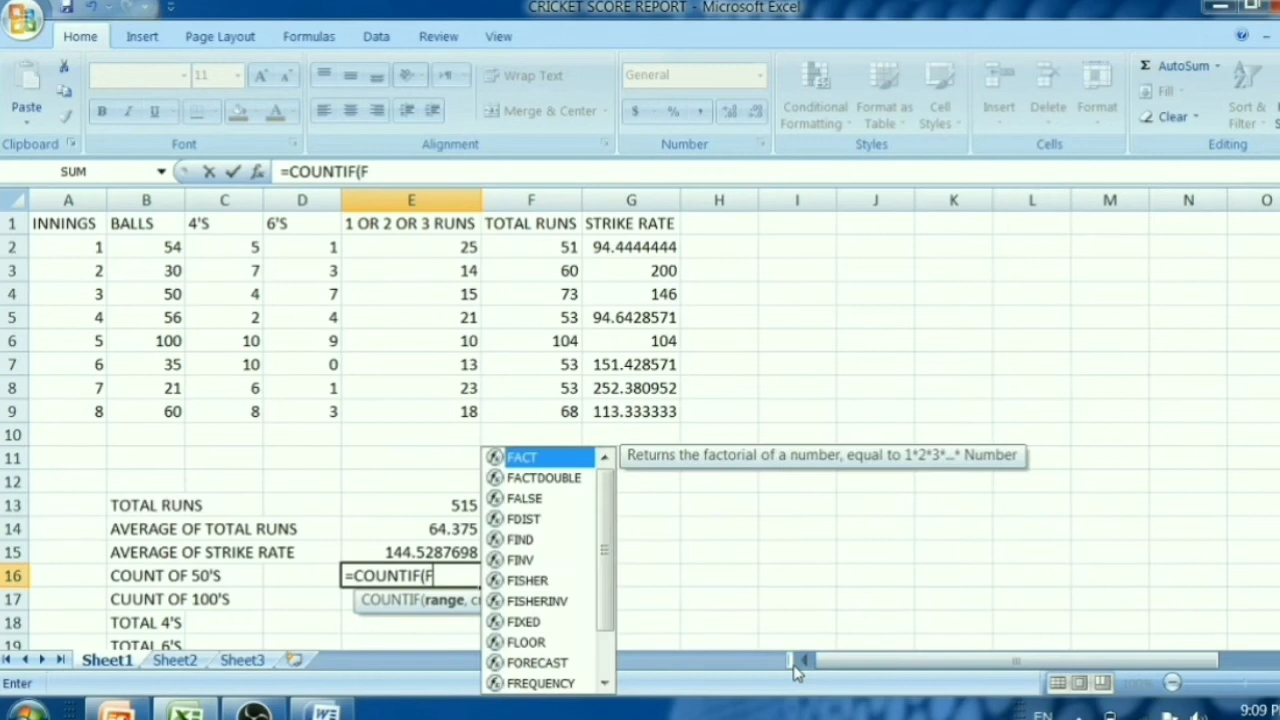 CRICKET SCORE REPORT - Microsoft Excel
Home Insert Page Layout Formulas Data Review View
11 Wrap Text General Σ AutoSum
Paste B I U Merge & Center $ % , Conditional Formatting Format as Table Cell Styles Insert Delete Format Fill Clear Sort & Filter
Clipboard Font Alignment Number Styles Cells Editing
SUM =COUNTIF(F
A B C D E F G H I J K L M N O
1 INNINGS BALLS 4'S 6'S 1 OR 2 OR 3 RUNS TOTAL RUNS STRIKE RATE
2 1 54 5 1 25 51 94.4444444
3 2 30 7 3 14 60 200
4 3 50 4 7 15 73 146
5 4 56 2 4 21 53 94.6428571
6 5 100 10 9 10 104 104
7 6 35 10 0 13 53 151.428571
8 7 21 6 1 23 53 252.380952
9 8 60 8 3 18 68 113.333333
10
11
12
13 TOTAL RUNS 515
14 AVERAGE OF TOTAL RUNS 64.375
15 AVERAGE OF STRIKE RATE 144.5287698
16 COUNT OF 50'S =COUNTIF(F
17 CUUNT OF 100'S COUNTIF(range,
18 TOTAL 4'S
19 TOTAL 6'S
FACT Returns the factorial of a number, equal to 1*2*3*...* Number
FACTDOUBLE
FALSE
FDIST
FIND
FINV
FISHER
FISHERINV
FIXED
FLOOR
FORECAST
FREQUENCY
Sheet1 Sheet2 Sheet3
Enter 100%
EN 9:09 P